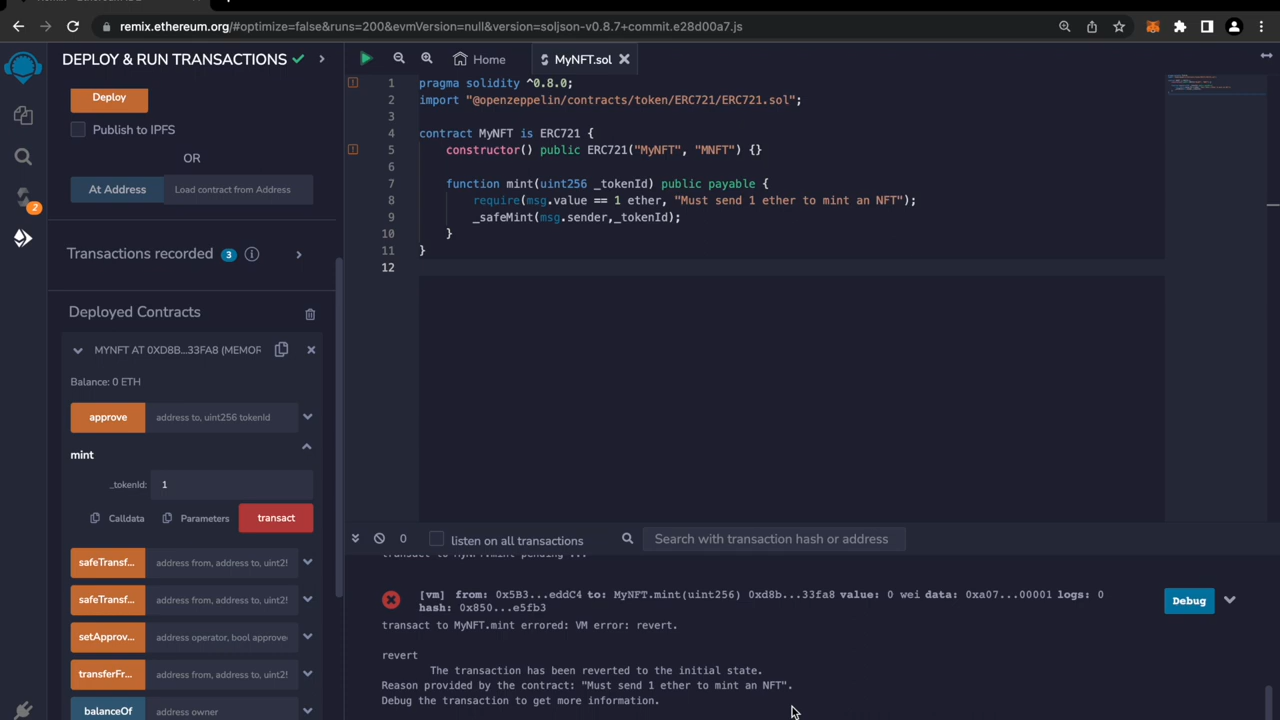 remix.ethereum.org/#optimize=false&runs=200&evmVersion=null&version=soljson-v0.8.7+commit.e28d00a7.js
DEPLOY & RUN TRANSACTIONS
Deploy
Publish to IPFS
OR
At Address
Load contract from Address
Transactions recorded 3
Deployed Contracts
MYNFT AT 0XD8B...33FA8 (MEMOR
Balance: 0 ETH
approve
address to, uint256 tokenId
mint
_tokenId:
1
Calldata
Parameters
transact
safeTransf...
address from, address to, uint2!
safeTransf...
address from, address to, uint2!
setApprov...
address operator, bool approve
transferFr...
address from, address to, uint2!
balanceOf
address owner
2
Home
MyNFT.sol
1 pragma solidity ^0.8.0;
2 import "@openzeppelin/contracts/token/ERC721/ERC721.sol";
3
4 contract MyNFT is ERC721 {
5 constructor() public ERC721("MyNFT", "MNFT") {}
6
7 function mint(uint256 _tokenId) public payable {
8 require(msg.value == 1 ether, "Must send 1 ether to mint an NFT");
9 _safeMint(msg.sender,_tokenId);
10 }
11 }
12
0
listen on all transactions
Search with transaction hash or address
transact to MyNFT.mint pending ...
[vm] from: 0x5B3...eddC4 to: MyNFT.mint(uint256) 0xd8b...33fa8 value: 0 wei data: 0xa07...00001 logs: 0
hash: 0x850...e5fb3
Debug
transact to MyNFT.mint errored: VM error: revert.
revert
The transaction has been reverted to the initial state.
Reason provided by the contract: "Must send 1 ether to mint an NFT".
Debug the transaction to get more information.